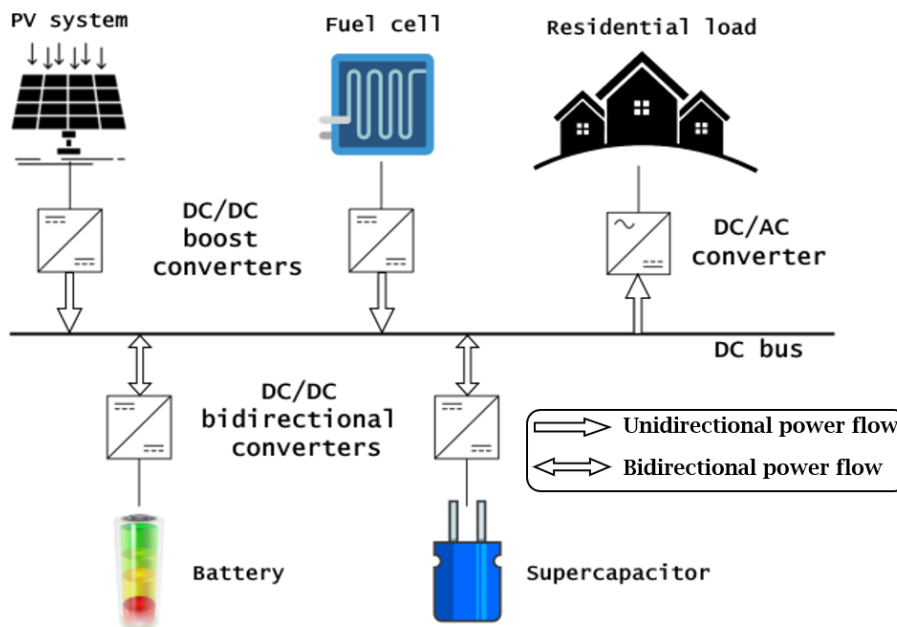 PV system
Fuel cell
Residential load
DC/DC
boost
converters
DC/AC
converter
DC bus
DC/DC
bidirectional
converters
Unidirectional power flow
Bidirectional power flow
Battery
Supercapacitor